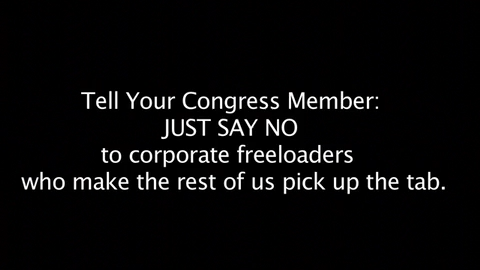 Tell Your Congress Member:
JUST SAY NO
to corporate freeloaders
who make the rest of us pick up the tab.